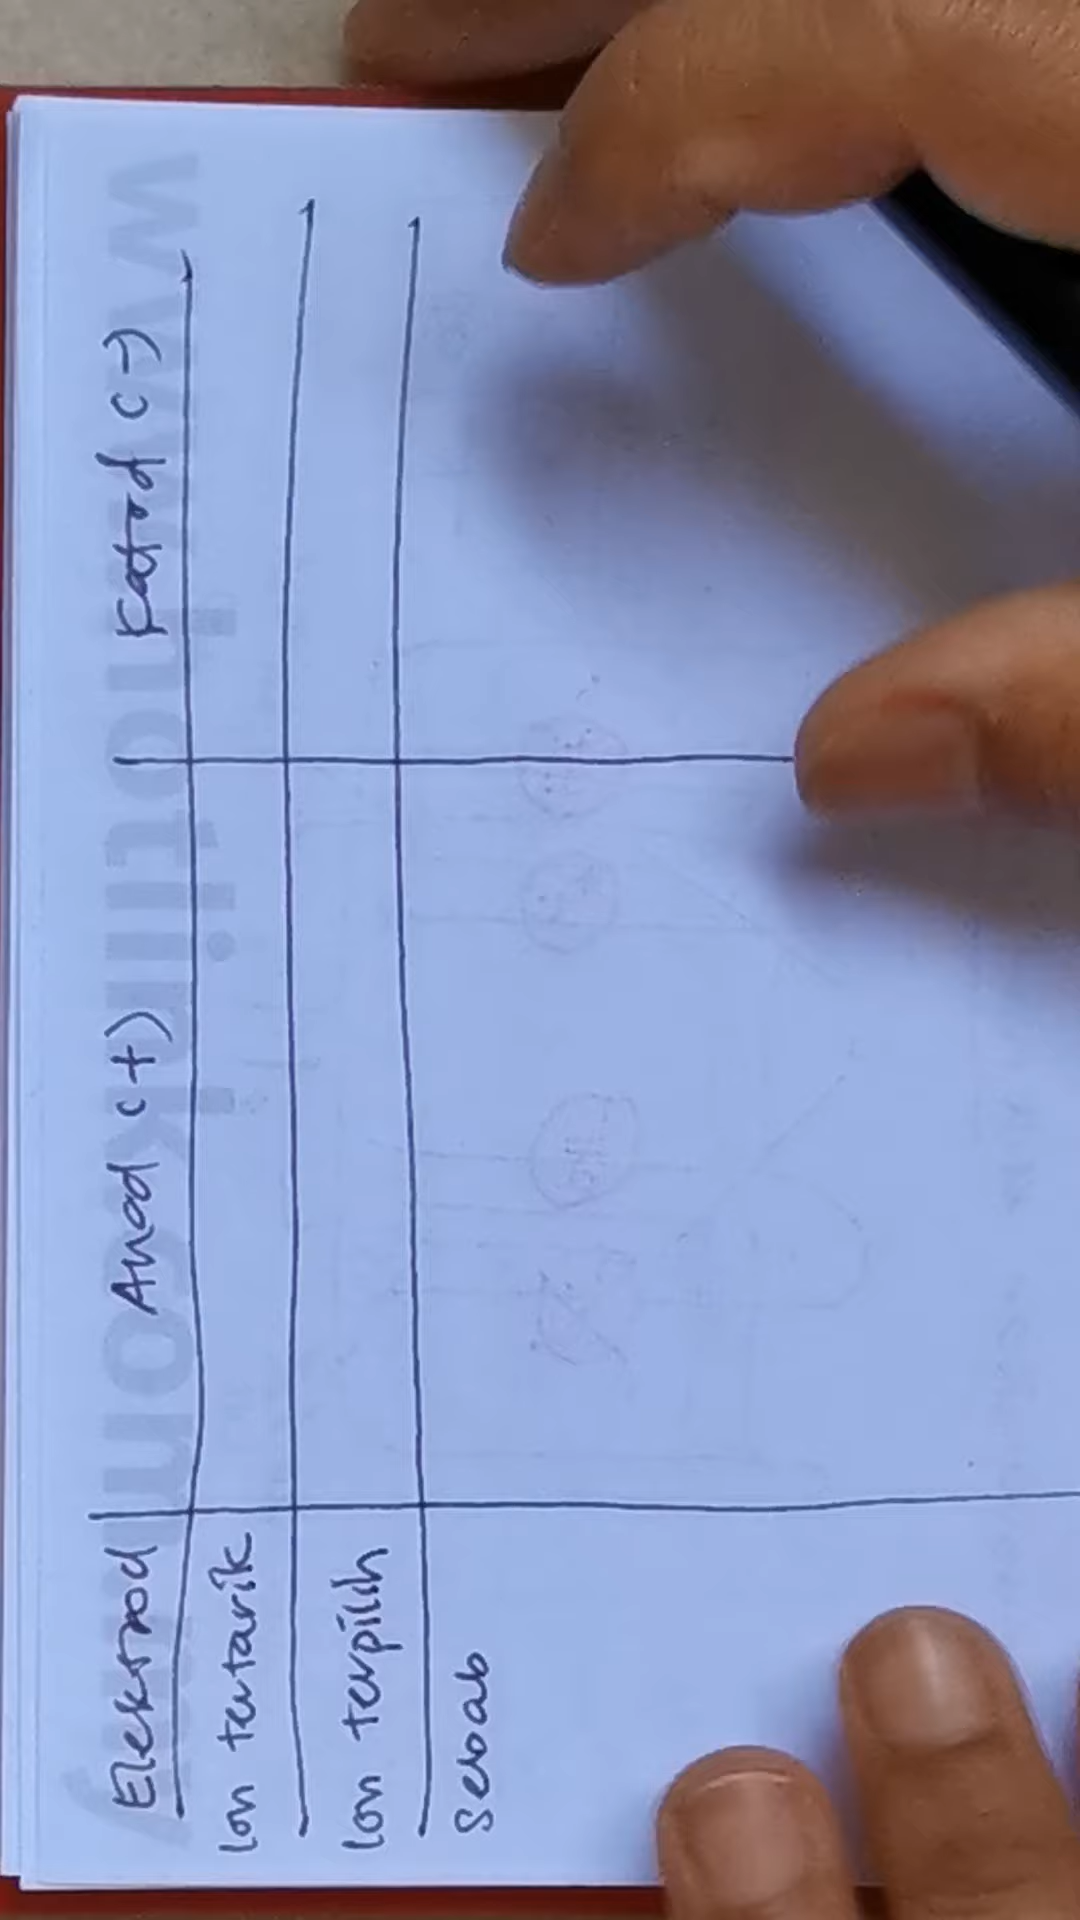 Elektrod Anod (+) Katod (-)
Ion tertarik
Ion terpilih
Sebab